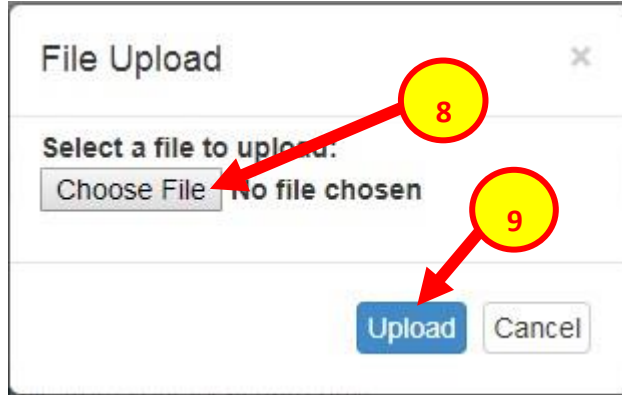 File Upload ×
8
Select a file to upload:
Choose File No file chosen
9
Upload Cancel